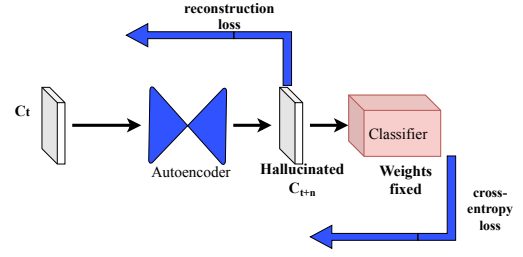 reconstruction
loss
Ct
Autoencoder
Hallucinated
Ct+n
Classifier
Weights
fixed
cross-
entropy
loss